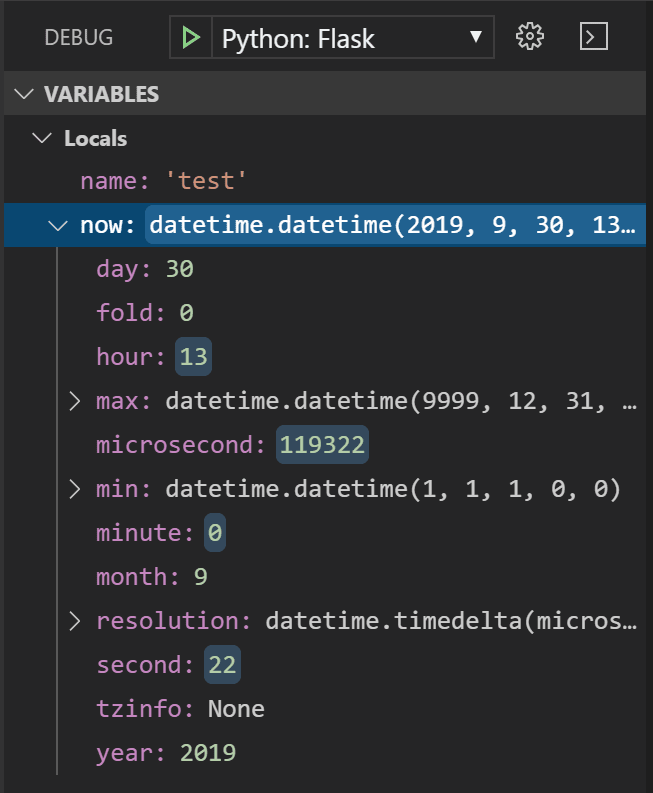 DEBUG Python: Flask
VARIABLES
Locals
name: 'test'
now: datetime.datetime(2019, 9, 30, 13…
day: 30
fold: 0
hour: 13
max: datetime.datetime(9999, 12, 31, …
microsecond: 119322
min: datetime.datetime(1, 1, 1, 0, 0)
minute: 0
month: 9
resolution: datetime.timedelta(micros…
second: 22
tzinfo: None
year: 2019